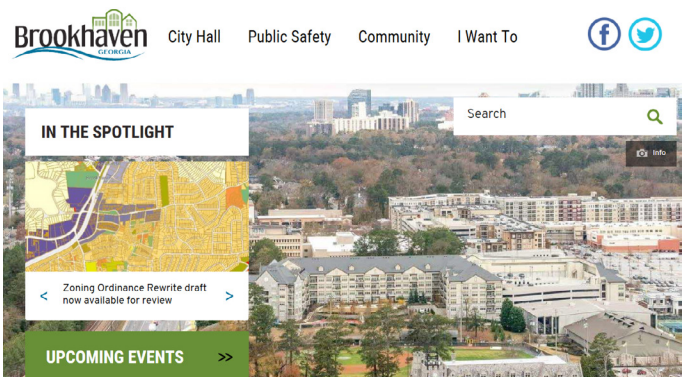 Brookhaven
GEORGIA
City Hall
Public Safety
Community
I Want To
IN THE SPOTLIGHT
Search
Info
< Zoning Ordinance Rewrite draft
now available for review >
UPCOMING EVENTS >>